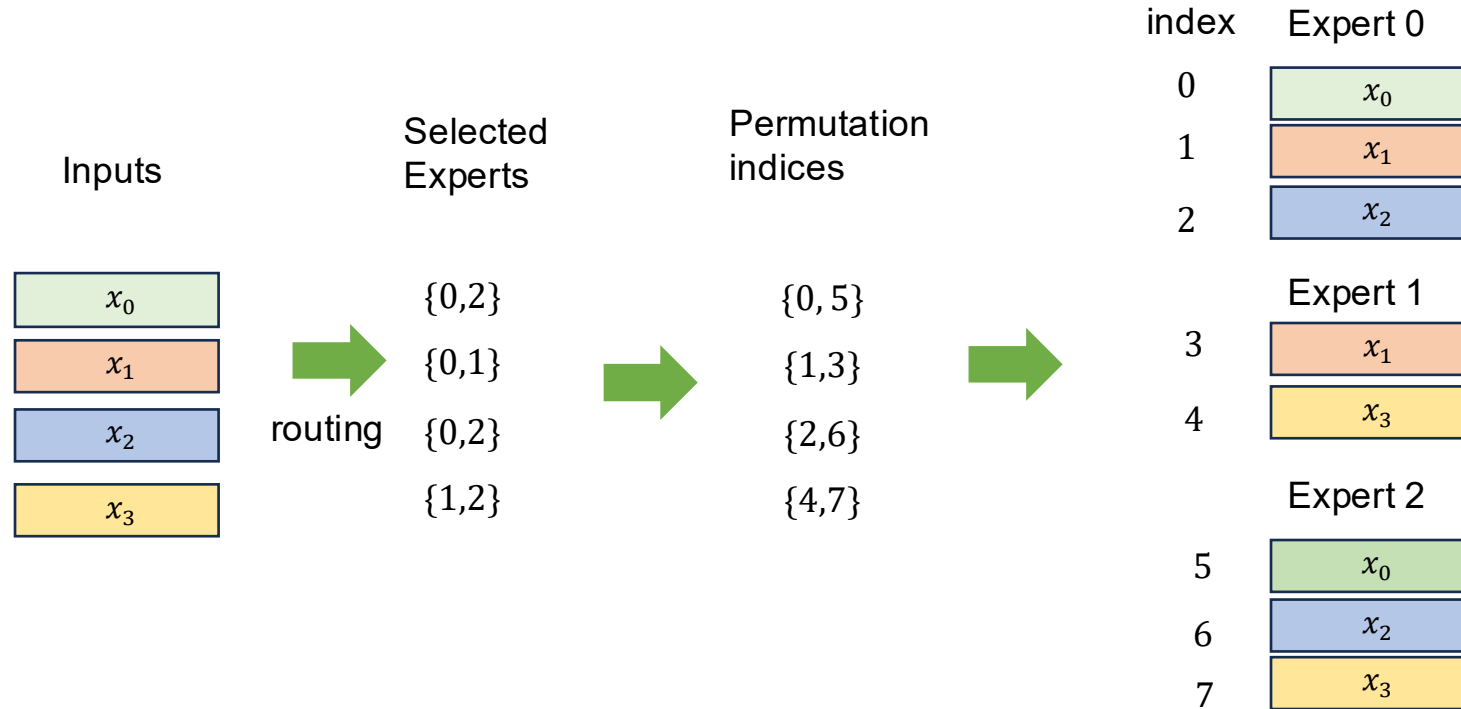 Inputs
x₀
x₁
x₂
x₃
routing
Selected
Experts
{0,2}
{0,1}
{0,2}
{1,2}
Permutation
indices
{0, 5}
{1,3}
{2,6}
{4,7}
index Expert 0
0 x₀
1 x₁
2 x₂
Expert 1
3 x₁
4 x₃
Expert 2
5 x₀
6 x₂
7 x₃